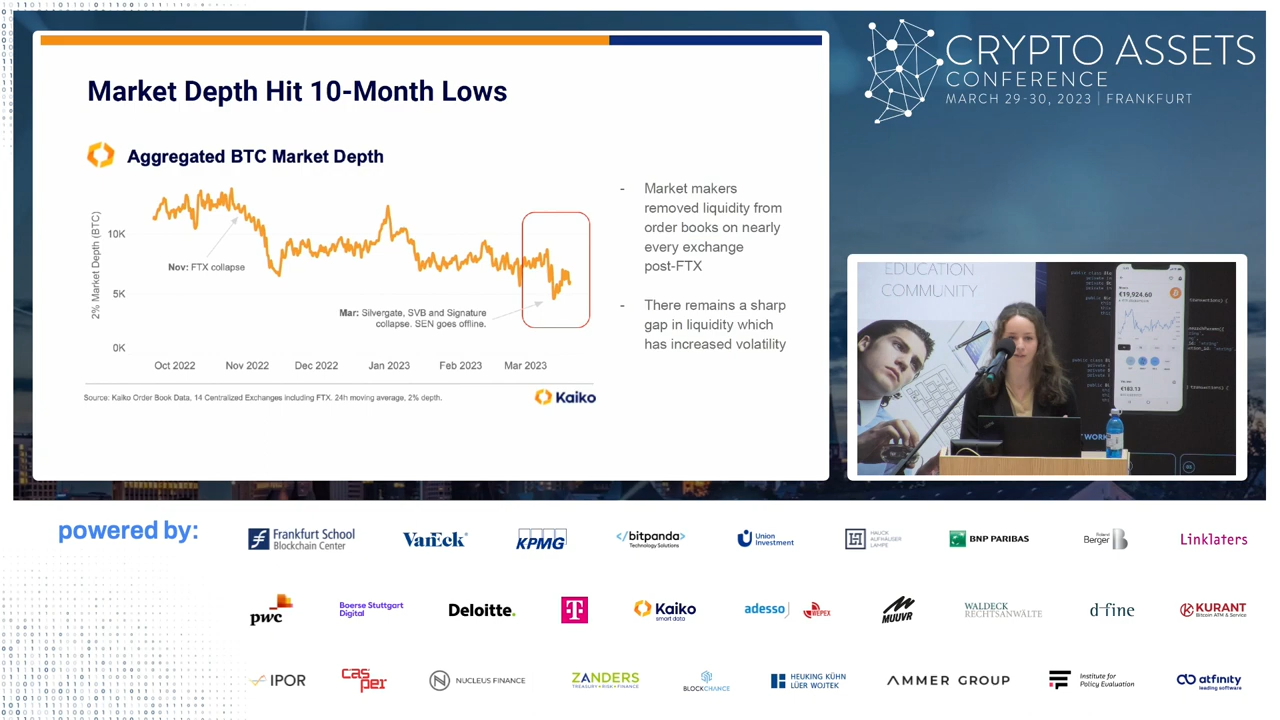 Market Depth Hit 10-Month Lows
Aggregated BTC Market Depth
2% Market Depth (BTC)
10K
5K
0K
Nov: FTX collapse
Mar: Silvergate, SVB and Signature
collapse. SEN goes offline.
Oct 2022
Nov 2022
Dec 2022
Jan 2023
Feb 2023
Mar 2023
Source: Kaiko Order Book Data, 14 Centralized Exchanges including FTX. 24h moving average, 2% depth.
Kaiko
- Market makers
removed liquidity from
order books on nearly
every exchange
post-FTX
- There remains a sharp
gap in liquidity which
has increased volatility
CRYPTO ASSETS
CONFERENCE
MARCH 29-30, 2023 | FRANKFURT
EDUCATION
COMMUNITY
€19,924.60
€183.13
WORK
powered by:
Frankfurt School
Blockchain Center
VanEck
KPMG
</bitpanda>
Technology Solutions
Union
Investment
HAUCK
AUFHÄUSER
LAMPE
BNP PARIBAS
Roland
Berger
B
Linklaters
pwc
Boerse Stuttgart
Digital
Deloitte.
T
Kaiko
smart data
adesso
WEPEX
MUUVR
WALDECK
RECHTSANWÄLTE
d-fine
KURANT
Bitcoin ATM & Service
IPOR
casper
NUCLEUS FINANCE
ZANDERS
TREASURY • RISK • FINANCE
BLOCKCHANCE
HEUKING KÜHN
LÜER WOJTEK
AMMER GROUP
Institute for
Policy Evaluation
atfinity
leading software